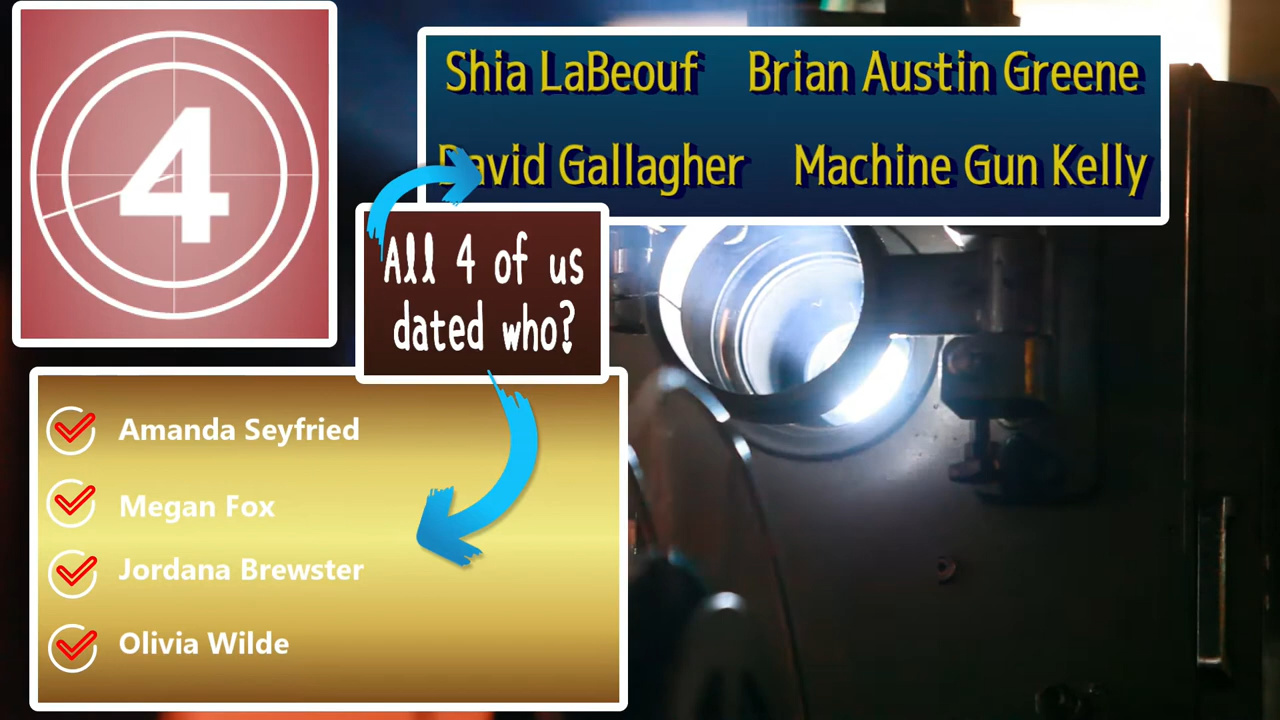 4
Shia LaBeouf Brian Austin Greene
David Gallagher Machine Gun Kelly
All 4 of us
dated who?
Amanda Seyfried
Megan Fox
Jordana Brewster
Olivia Wilde